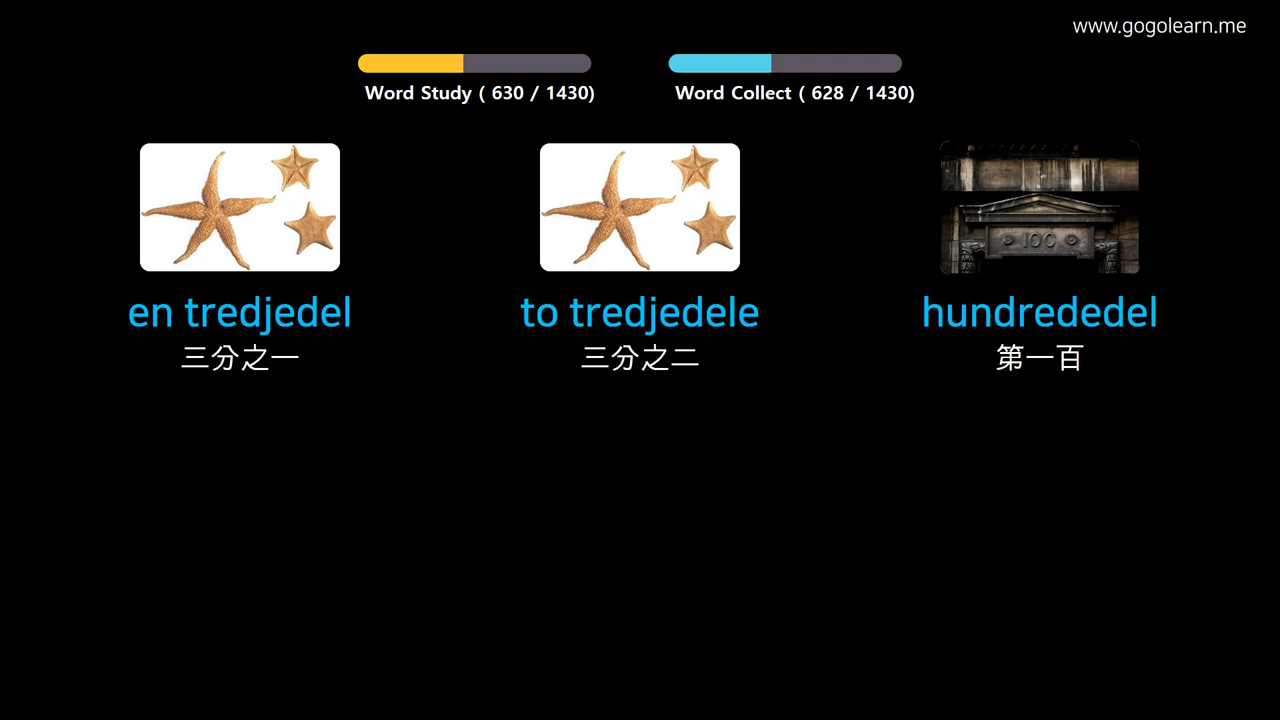 www.gogolearn.me
Word Study ( 630 / 1430)
Word Collect ( 628 / 1430)
100
en tredjedel
三分之一
to tredjedele
三分之二
hundrededel
第一百